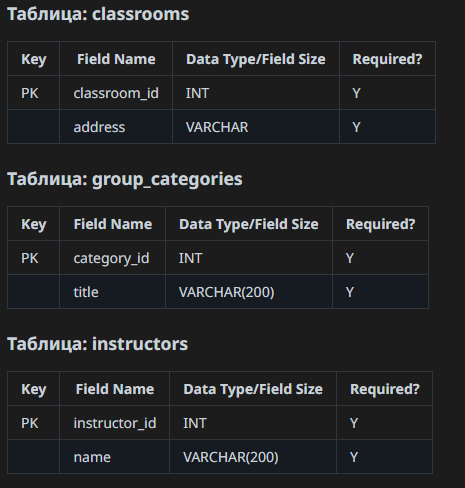 Таблица: classrooms
Key Field Name Data Type/Field Size Required?
PK classroom_id INT Y
address VARCHAR Y
Таблица: group_categories
Key Field Name Data Type/Field Size Required?
PK category_id INT Y
title VARCHAR(200) Y
Таблица: instructors
Key Field Name Data Type/Field Size Required?
PK instructor_id INT Y
name VARCHAR(200) Y